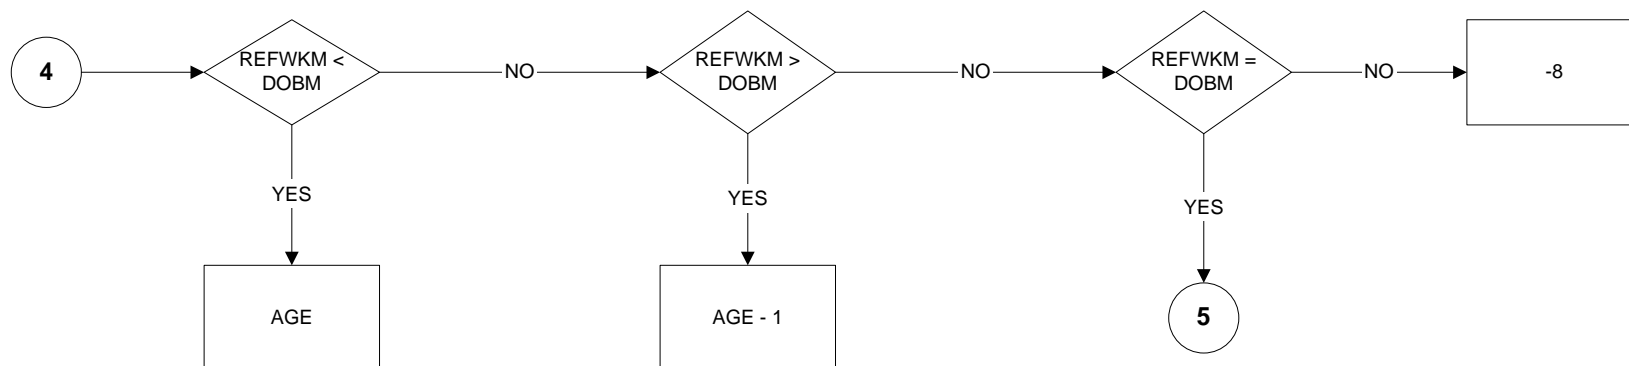 4
REFWKM <
DOBM
NO
REFWKM >
DOBM
NO
REFWKM =
DOBM
NO
-8
YES
YES
YES
AGE
AGE - 1
5